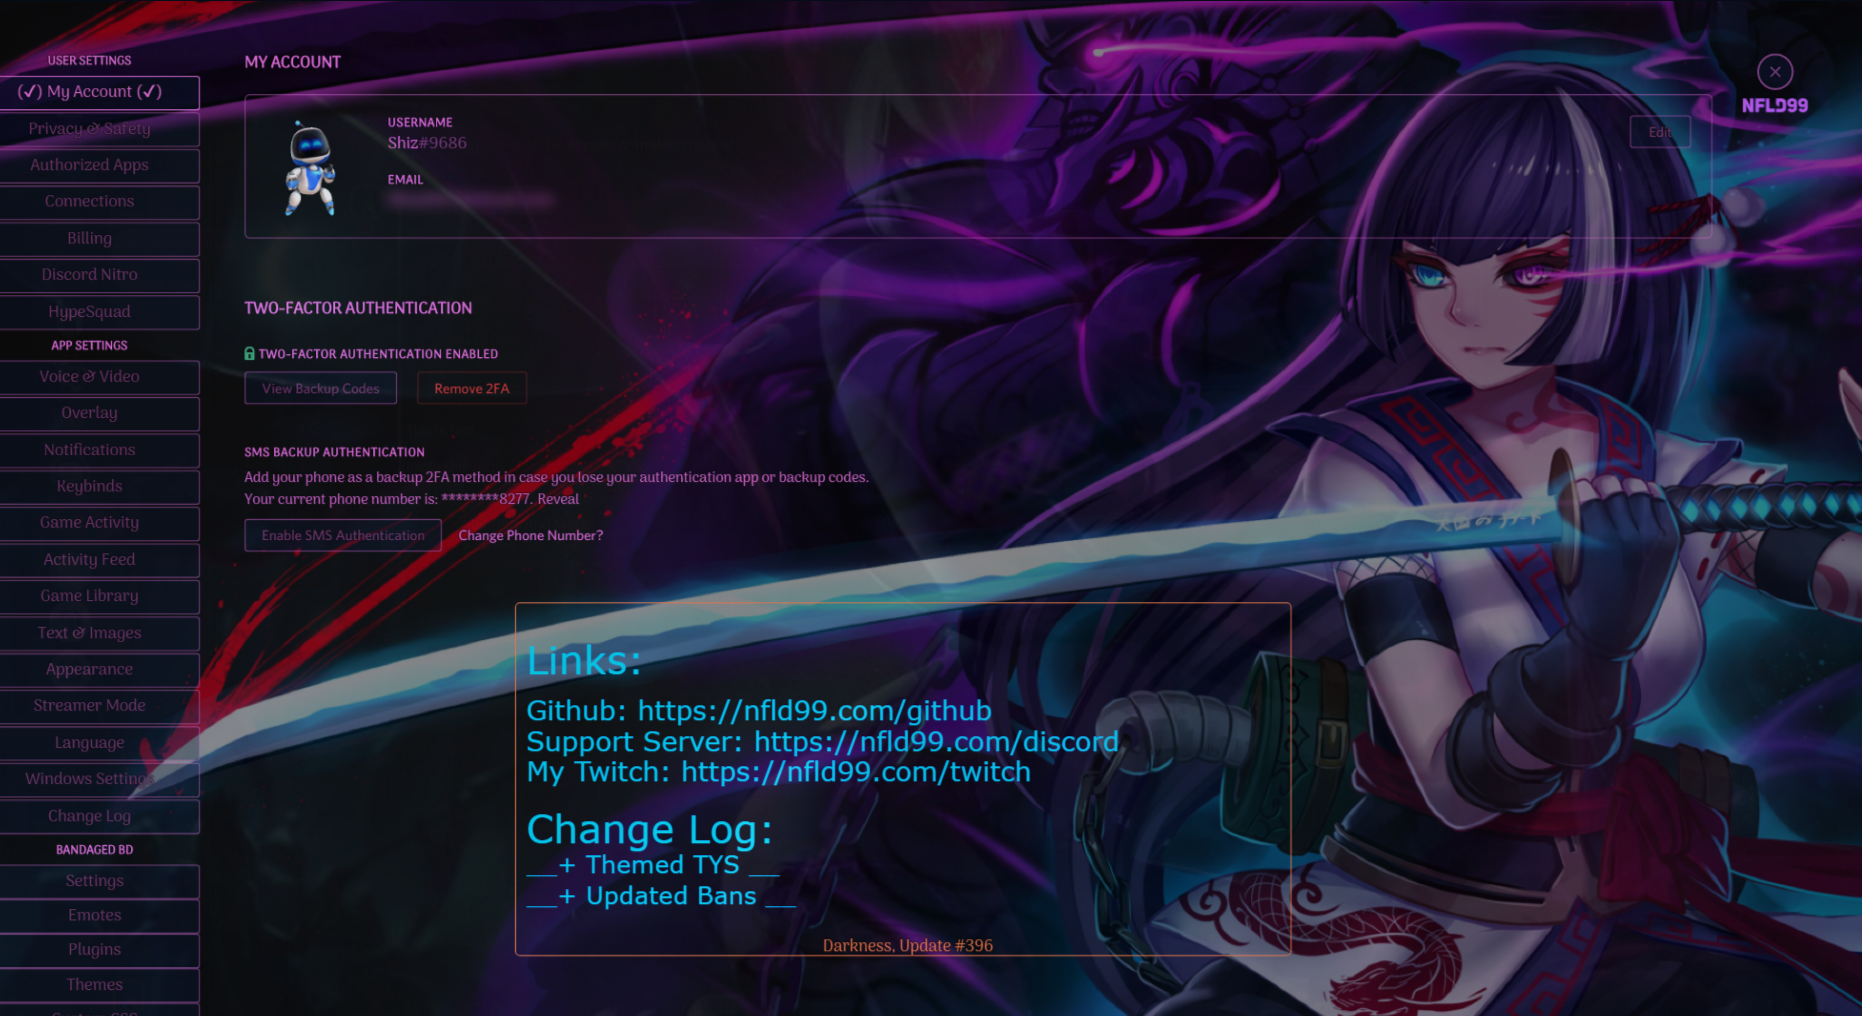 USER SETTINGS
(✓) My Account (✓)
Privacy & Safety
Authorized Apps
Connections
Billing
Discord Nitro
HypeSquad
APP SETTINGS
Voice & Video
Overlay
Notifications
Keybinds
Game Activity
Activity Feed
Game Library
Text & Images
Appearance
Streamer Mode
Language
Windows Settings
Change Log
BANDAGED BD
Settings
Emotes
Plugins
Themes
MY ACCOUNT
USERNAME
Shiz#9686
EMAIL
Edit
NFLD99
TWO-FACTOR AUTHENTICATION
TWO-FACTOR AUTHENTICATION ENABLED
View Backup Codes
Remove 2FA
SMS BACKUP AUTHENTICATION
Add your phone as a backup 2FA method in case you lose your authentication app or backup codes.
Your current phone number is: ********8277. Reveal
Enable SMS Authentication
Change Phone Number?
Links:
Github: https://nfld99.com/github
Support Server: https://nfld99.com/discord
My Twitch: https://nfld99.com/twitch
Change Log:
__+ Themed TYS __
__+ Updated Bans __
Darkness, Update #396